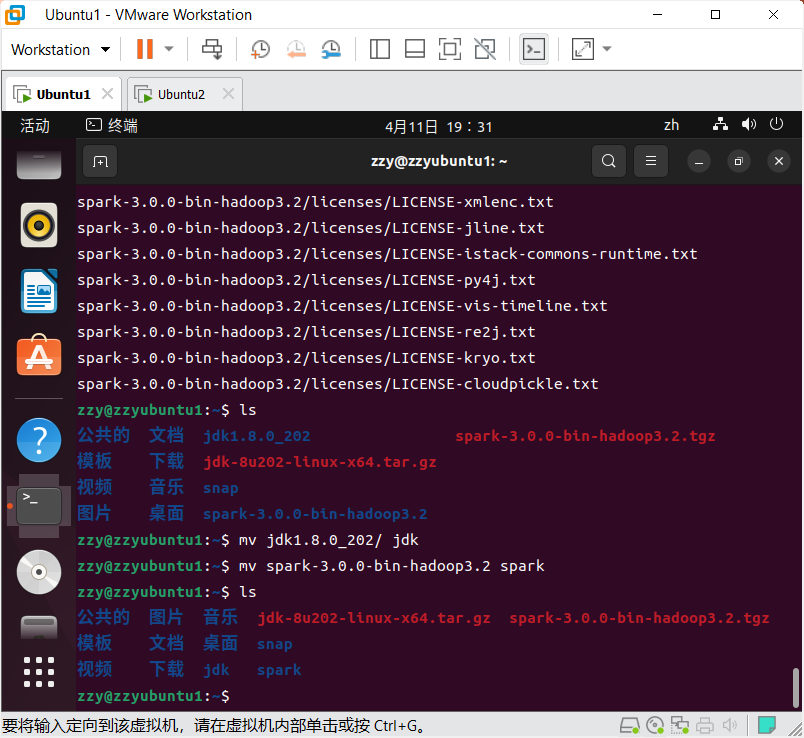 Ubuntu1 - VMware Workstation
Workstation
Ubuntu1 Ubuntu2
活动 终端 4月11日 19：31 zh
zzy@zzyubuntu1: ~
spark-3.0.0-bin-hadoop3.2/licenses/LICENSE-xmlenc.txt
spark-3.0.0-bin-hadoop3.2/licenses/LICENSE-jline.txt
spark-3.0.0-bin-hadoop3.2/licenses/LICENSE-istack-commons-runtime.txt
spark-3.0.0-bin-hadoop3.2/licenses/LICENSE-py4j.txt
spark-3.0.0-bin-hadoop3.2/licenses/LICENSE-vis-timeline.txt
spark-3.0.0-bin-hadoop3.2/licenses/LICENSE-re2j.txt
spark-3.0.0-bin-hadoop3.2/licenses/LICENSE-kryo.txt
spark-3.0.0-bin-hadoop3.2/licenses/LICENSE-cloudpickle.txt
zzy@zzyubuntu1:~$ ls
公共的 文档 jdk1.8.0_202 spark-3.0.0-bin-hadoop3.2.tgz
模板 下载 jdk-8u202-linux-x64.tar.gz
视频 音乐 snap
图片 桌面 spark-3.0.0-bin-hadoop3.2
zzy@zzyubuntu1:~$ mv jdk1.8.0_202/ jdk
zzy@zzyubuntu1:~$ mv spark-3.0.0-bin-hadoop3.2 spark
zzy@zzyubuntu1:~$ ls
公共的 图片 音乐 jdk-8u202-linux-x64.tar.gz spark-3.0.0-bin-hadoop3.2.tgz
模板 文档 桌面 snap
视频 下载 jdk spark
zzy@zzyubuntu1:~$
要将输入定向到该虚拟机，请在虚拟机内部单击或按 Ctrl+G。